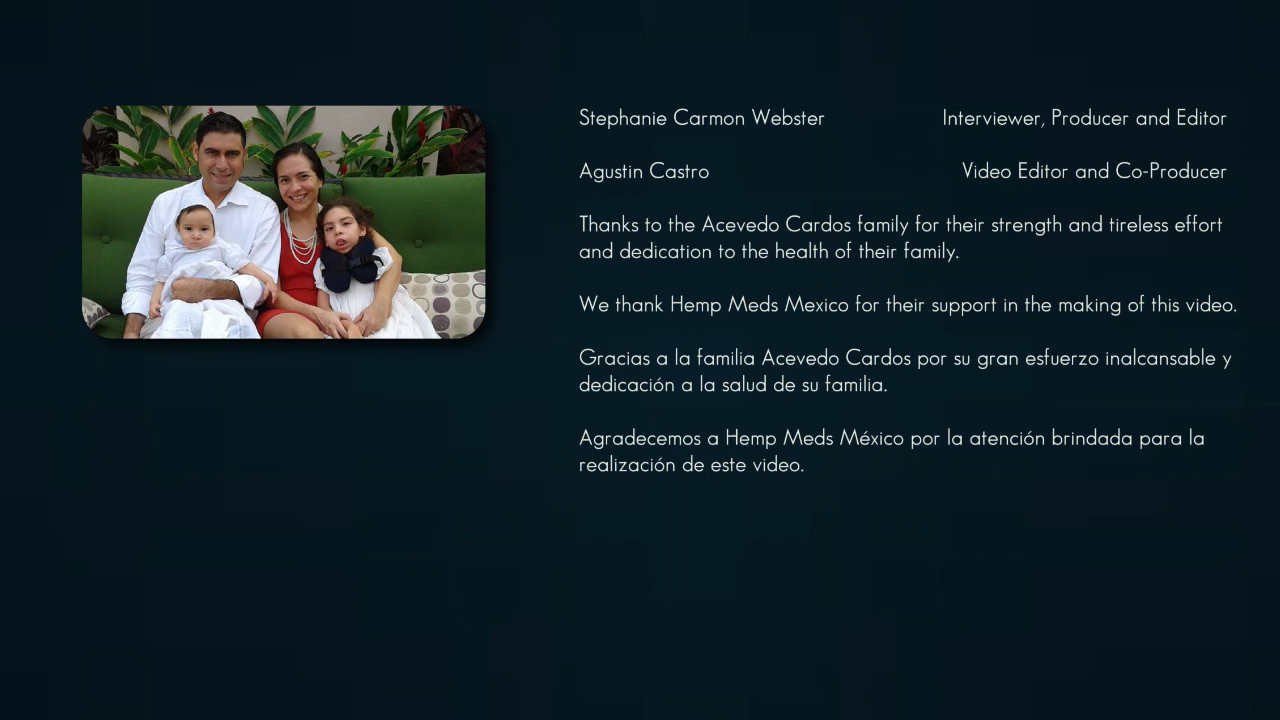 Stephanie Carmon Webster Interviewer, Producer and Editor
Agustin Castro Video Editor and Co-Producer
Thanks to the Acevedo Cardos family for their strength and tireless effort
and dedication to the health of their family.
We thank Hemp Meds Mexico for their support in the making of this video.
Gracias a la familia Acevedo Cardos por su gran esfuerzo inalcansable y
dedicación a la salud de su familia.
Agradecemos a Hemp Meds México por la atención brindada para la
realización de este video.